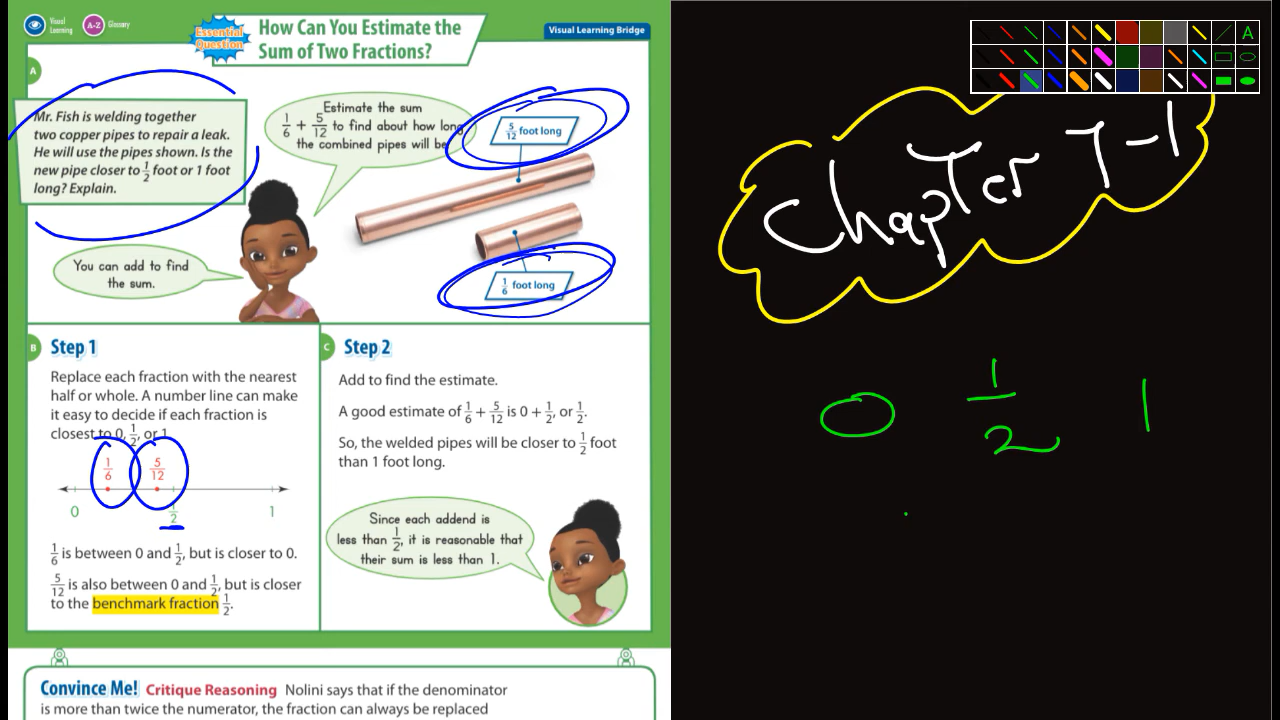 Visual Learning
A-Z Glossary
Essential Question
How Can You Estimate the
Sum of Two Fractions?
Visual Learning Bridge
A
Mr. Fish is welding together
two copper pipes to repair a leak.
He will use the pipes shown. Is the
new pipe closer to 1/2 foot or 1 foot
long? Explain.
Estimate the sum
1/6 + 5/12 to find about how long
the combined pipes will be.
5/12 foot long
1/6 foot long
You can add to find
the sum.
B
Step 1
Replace each fraction with the nearest
half or whole. A number line can make
it easy to decide if each fraction is
closest to 0, 1/2, or 1.
1/6 5/12
0 1/2 1
1/6 is between 0 and 1/2, but is closer to 0.
5/12 is also between 0 and 1/2, but is closer
to the benchmark fraction 1/2.
C
Step 2
Add to find the estimate.
A good estimate of 1/6 + 5/12 is 0 + 1/2, or 1/2.
So, the welded pipes will be closer to 1/2 foot
than 1 foot long.
Since each addend is
less than 1/2, it is reasonable that
their sum is less than 1.
Convince Me! Critique Reasoning Nolini says that if the denominator
is more than twice the numerator, the fraction can always be replaced
A
Chapter 7-1
0 1/2 1